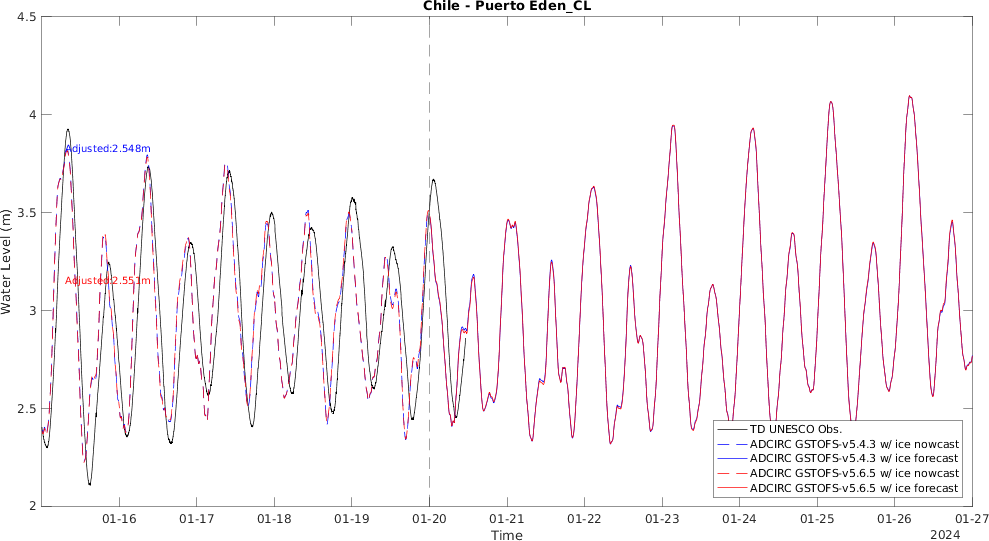 Chile - Puerto Eden_CL
4.5
4
3.5
3
2.5
2
Water Level (m)
Adjusted:2.548m
Adjusted:2.551m
TD UNESCO Obs.
ADCIRC GSTOFS-v5.4.3 w/ ice nowcast
ADCIRC GSTOFS-v5.4.3 w/ ice forecast
ADCIRC GSTOFS-v5.6.5 w/ ice nowcast
ADCIRC GSTOFS-v5.6.5 w/ ice forecast
01-16 01-17 01-18 01-19 01-20 01-21 01-22 01-23 01-24 01-25 01-26 01-27
Time
2024